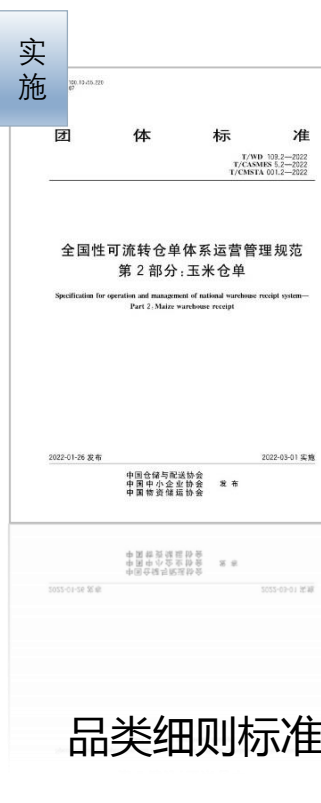 实
施
团 体 标 准
T/WD 109.2—2022
T/CASMES 5.2—2022
T/CMSTA 001.2—2022
全国性可流转仓单体系运营管理规范
第 2 部分：玉米仓单
Specification for operation and management of national warehouse receipt system—
Part 2: Maize warehouse receipt
2022-01-26 发布
2022-03-01 实施
中国仓储与配送协会
中国中小企业协会 发 布
中国物资储运协会
品类细则标准